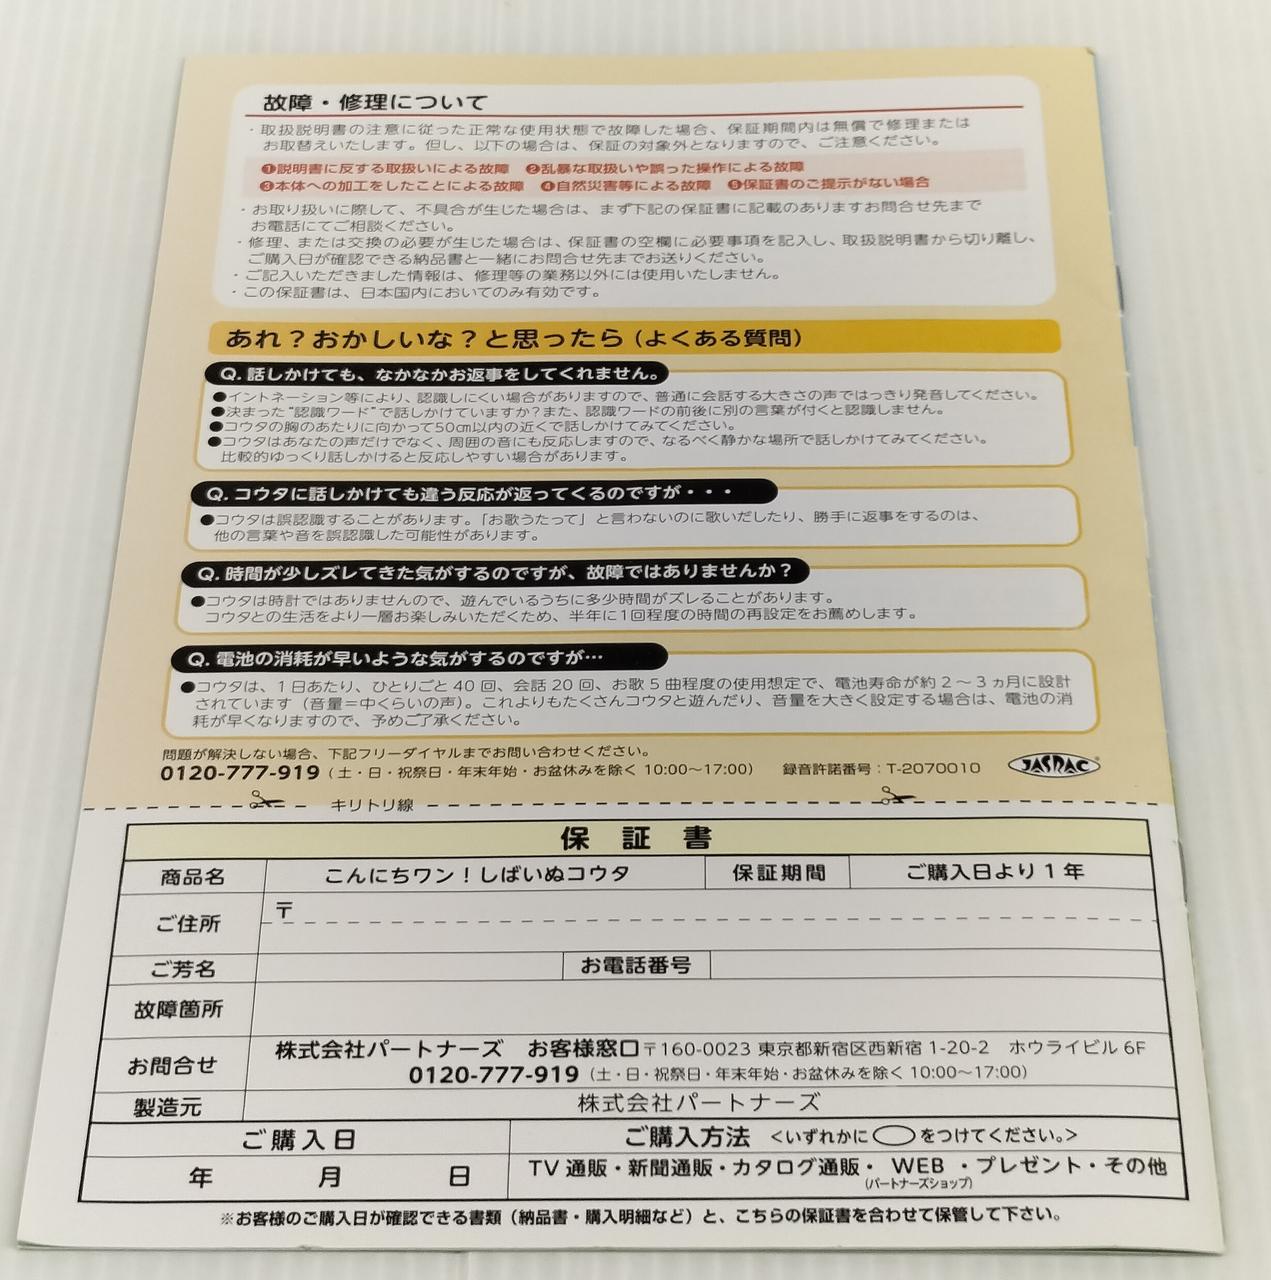 故障・修理について
・取扱説明書の注意に従った正常な使用状態で故障した場合、保証期間内は無償で修理または
お取替えいたします。但し、以下の場合は、保証の対象外となりますので、ご注意ください。
❶説明書に反する取扱いによる故障 ❷乱暴な取扱いや誤った操作による故障
❸本体への加工をしたことによる故障 ❹自然災害等による故障 ❺保証書のご提示がない場合
・お取り扱いに際して、不具合が生じた場合は、まず下記の保証書に記載のありますお問合せ先まで
お電話にてご相談ください。
・修理、または交換の必要が生じた場合は、保証書の空欄に必要事項を記入し、取扱説明書から切り離し、
ご購入日が確認できる納品書と一緒にお問合せ先までお送りください。
・ご記入いただきました情報は、修理等の業務以外には使用いたしません。
・この保証書は、日本国内においてのみ有効です。
あれ？おかしいな？と思ったら（よくある質問）
Q. 話しかけても、なかなかお返事をしてくれません。
●イントネーション等により、認識しにくい場合がありますので、普通に会話する大きさの声ではっきり発音してください。
●決まった“認識ワード”で話しかけていますか？また、認識ワードの前後に別の言葉が付くと認識しません。
●コウタの胸のあたりに向かって50cm以内の近くで話しかけてみてください。
●コウタはあなたの声だけでなく、周囲の音にも反応しますので、なるべく静かな場所で話しかけてみてください。
比較的ゆっくり話しかけると反応しやすい場合があります。
Q. コウタに話しかけても違う反応が返ってくるのですが・・・
●コウタは誤認識することがあります。「お歌うたって」と言わないのに歌いだしたり、勝手に返事をするのは、
他の言葉や音を誤認識した可能性があります。
Q. 時間が少しズレてきた気がするのですが、故障ではありませんか？
●コウタは時計ではありませんので、遊んでいるうちに多少時間がズレることがあります。
コウタとの生活をより一層お楽しみいただくため、半年に1回程度の時間の再設定をお薦めします。
Q. 電池の消耗が早いような気がするのですが…
●コウタは、1日あたり、ひとりごと40回、会話20回、お歌5曲程度の使用想定で、電池寿命が約2～3ヵ月に設計
されています（音量＝中くらいの声）。これよりもたくさんコウタと遊んだり、音量を大きく設定する場合は、電池の消
耗が早くなりますので、予めご了承ください。
問題が解決しない場合、下記フリーダイヤルまでお問い合わせください。
0120-777-919（土・日・祝祭日・年末年始・お盆休みを除く 10:00～17:00） 録音許諾番号：T-2070010 JASRAC
キリトリ線
保証書
商品名 こんにちワン！しばいぬコウタ 保証期間 ご購入日より1年
ご住所 〒
ご芳名 お電話番号
故障箇所
お問合せ 株式会社パートナーズ お客様窓口 〒160-0023 東京都新宿区西新宿 1-20-2 ホウライビル 6F
0120-777-919（土・日・祝祭日・年末年始・お盆休みを除く 10:00～17:00）
製造元 株式会社パートナーズ
ご購入日 ご購入方法 <いずれかに をつけてください。>
年 月 日 TV通販・新聞通販・カタログ通販・ WEB ・プレゼント・その他
（パートナーズショップ）
※お客様のご購入日が確認できる書類（納品書・購入明細など）と、こちらの保証書を合わせて保管して下さい。